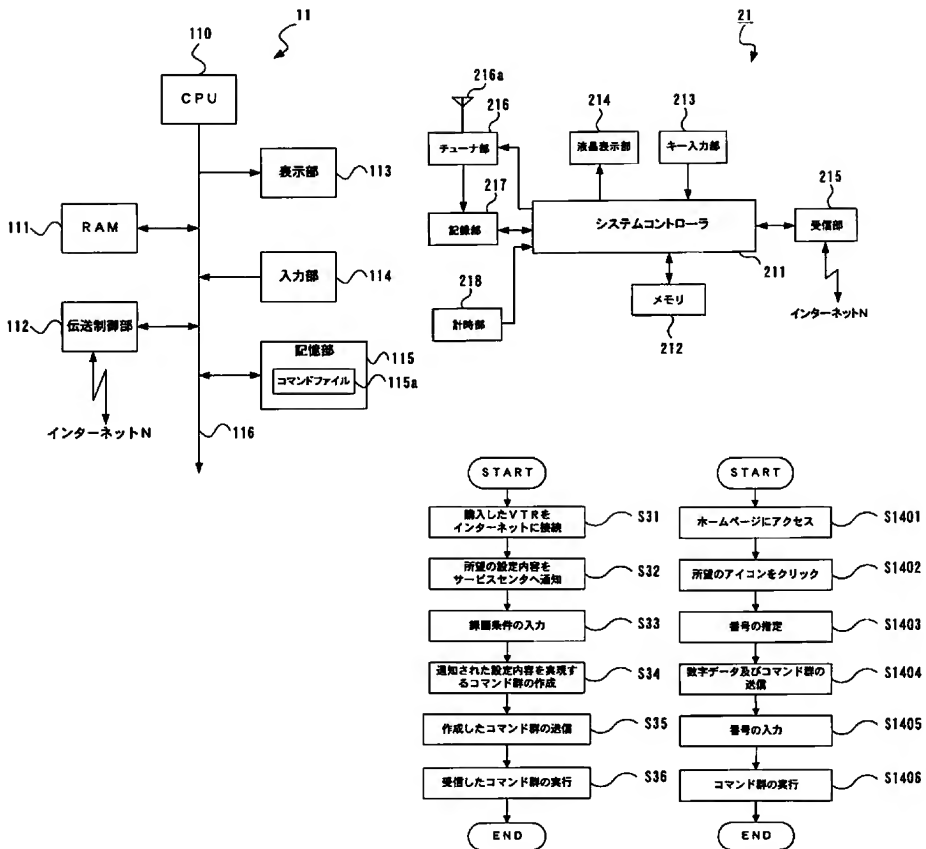 11
110
CPU
表示部
113
111
RAM
入力部
114
112
伝送制御部
記憶部
115
コマンドファイル
115a
インターネットN
116
21
216a
216
チューナ部
214
液晶表示部
213
キー入力部
217
記録部
システムコントローラ
211
215
受信部
インターネットN
218
計時部
メモリ
212
START
購入したVTRを
インターネットに接続
S31
所望の設定内容を
サービスセンタへ通知
S32
録画条件の入力
S33
通知された設定内容を実現す
るコマンド群の作成
S34
作成したコマンド群の送信
S35
受信したコマンド群の実行
S36
END
START
ホームページにアクセス
S1401
所望のアイコンをクリック
S1402
番号の指定
S1403
数字データ及びコマンド群の
送信
S1404
番号の入力
S1405
コマンド群の実行
S1406
END